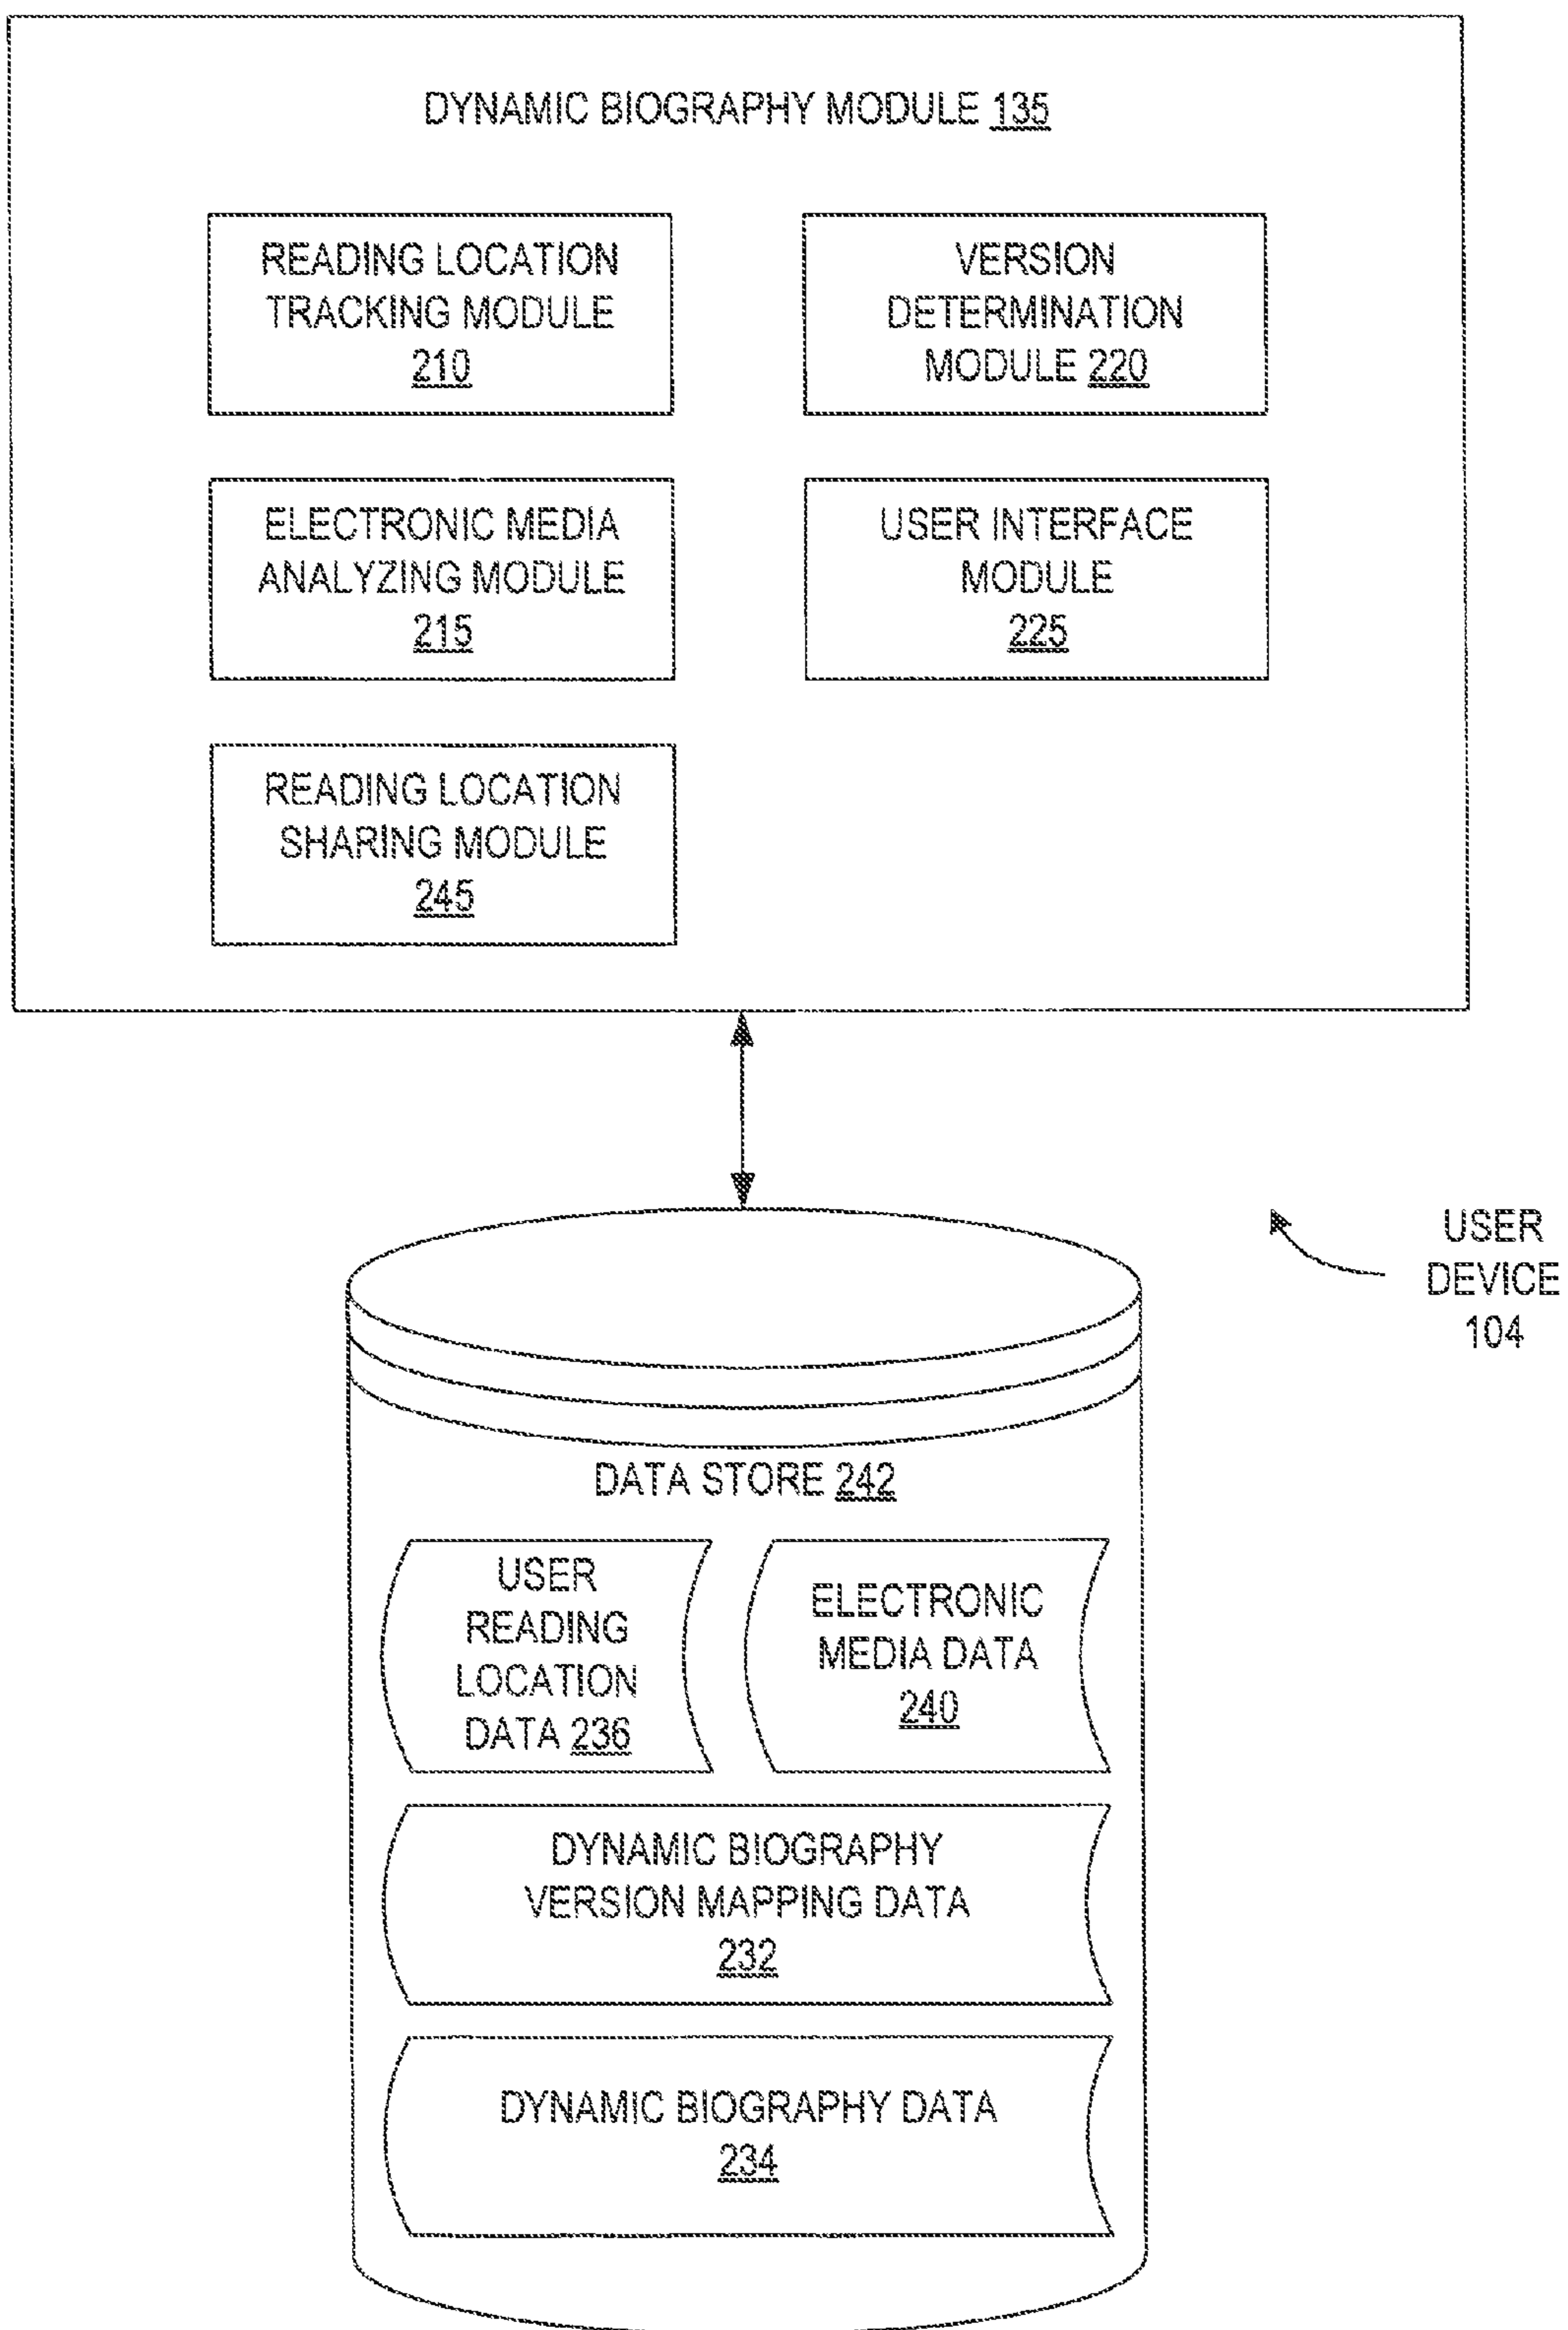 DYNAMIC BIOGRAPHY MODULE 135
READING LOCATION
TRACKING MODULE
210
VERSION
DETERMINATION
MODULE 220
ELECTRONIC MEDIA
ANALYZING MODULE
215
USER INTERFACE
MODULE
225
READING LOCATION
SHARING MODULE
245
USER
DEVICE
104
DATA STORE 242
USER
READING
LOCATION
DATA 236
ELECTRONIC
MEDIA DATA
240
DYNAMIC BIOGRAPHY
VERSION MAPPING DATA
232
DYNAMIC BIOGRAPHY DATA
234